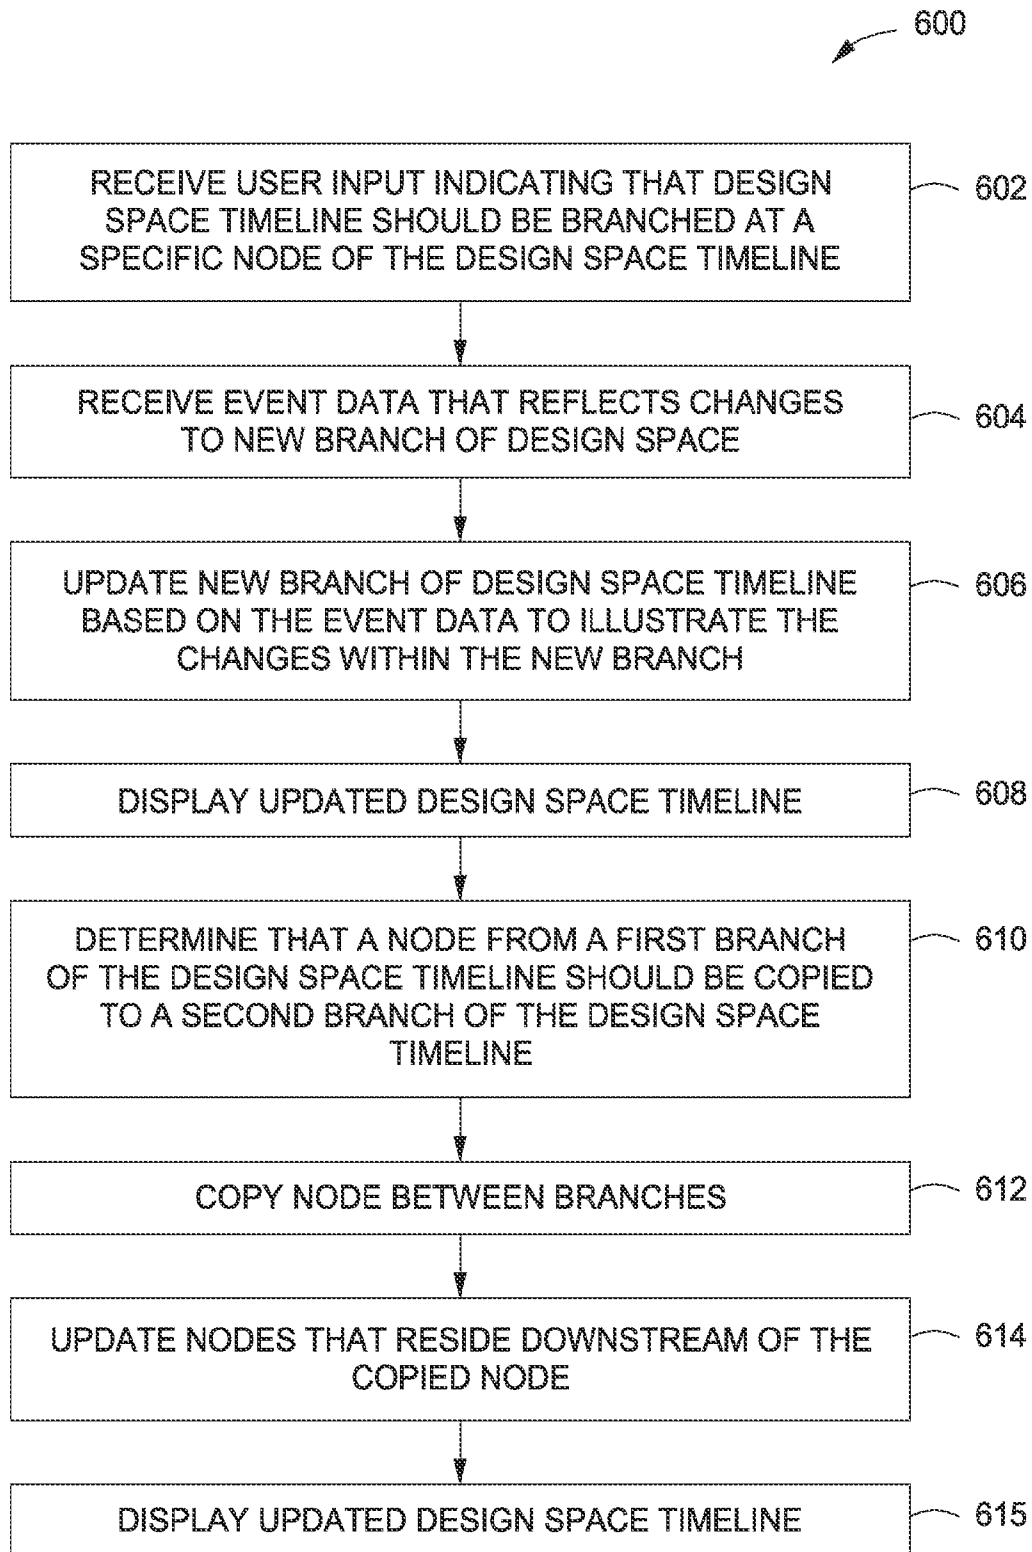 600
RECEIVE USER INPUT INDICATING THAT DESIGN
SPACE TIMELINE SHOULD BE BRANCHED AT A
SPECIFIC NODE OF THE DESIGN SPACE TIMELINE
602
RECEIVE EVENT DATA THAT REFLECTS CHANGES
TO NEW BRANCH OF DESIGN SPACE
604
UPDATE NEW BRANCH OF DESIGN SPACE TIMELINE
BASED ON THE EVENT DATA TO ILLUSTRATE THE
CHANGES WITHIN THE NEW BRANCH
606
DISPLAY UPDATED DESIGN SPACE TIMELINE
608
DETERMINE THAT A NODE FROM A FIRST BRANCH
OF THE DESIGN SPACE TIMELINE SHOULD BE COPIED
TO A SECOND BRANCH OF THE DESIGN SPACE
TIMELINE
610
COPY NODE BETWEEN BRANCHES
612
UPDATE NODES THAT RESIDE DOWNSTREAM OF THE
COPIED NODE
614
DISPLAY UPDATED DESIGN SPACE TIMELINE
615